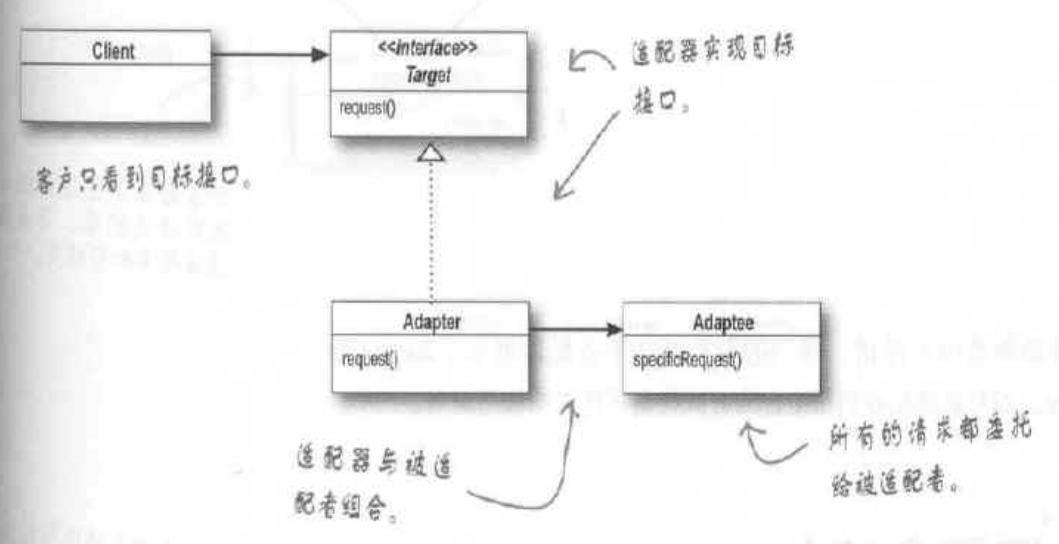 Client
<<interface>>
Target
request()
适配器实现目标
接口。
客户只看到目标接口。
Adapter
request()
Adaptee
specificRequest()
适配器与被适
配者组合。
所有的请求都委托
给被适配者。